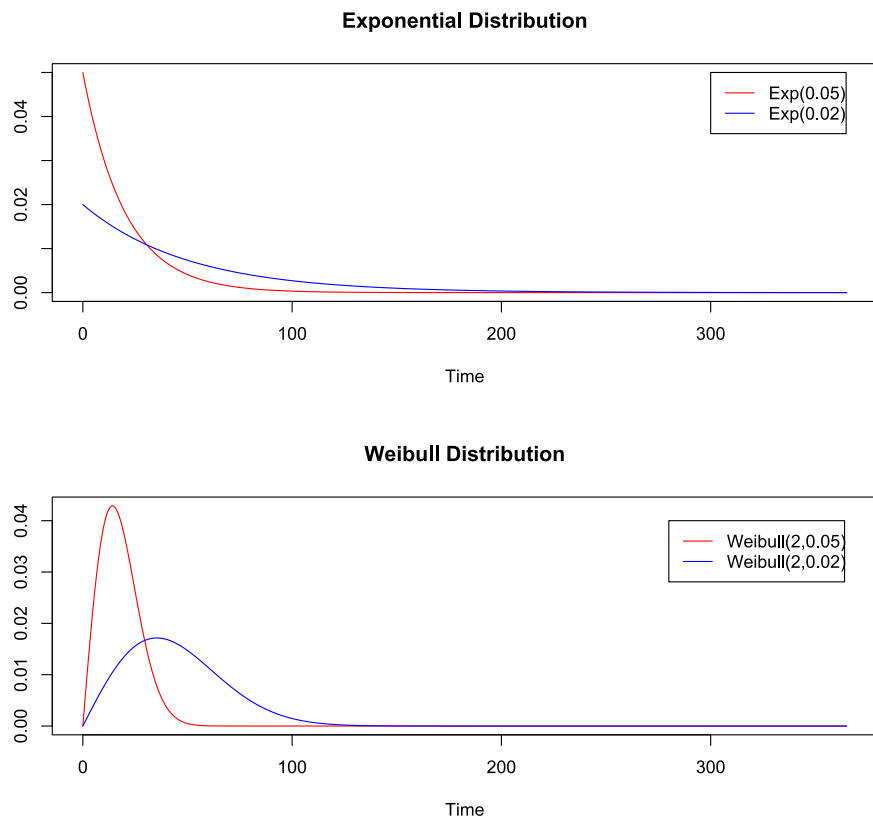 Exponential Distribution
Exp(0.05)
Exp(0.02)
0.00 0.02 0.04
0 100 200 300
Time
Weibull Distribution
Weibull(2,0.05)
Weibull(2,0.02)
0.00 0.01 0.02 0.03 0.04
0 100 200 300
Time